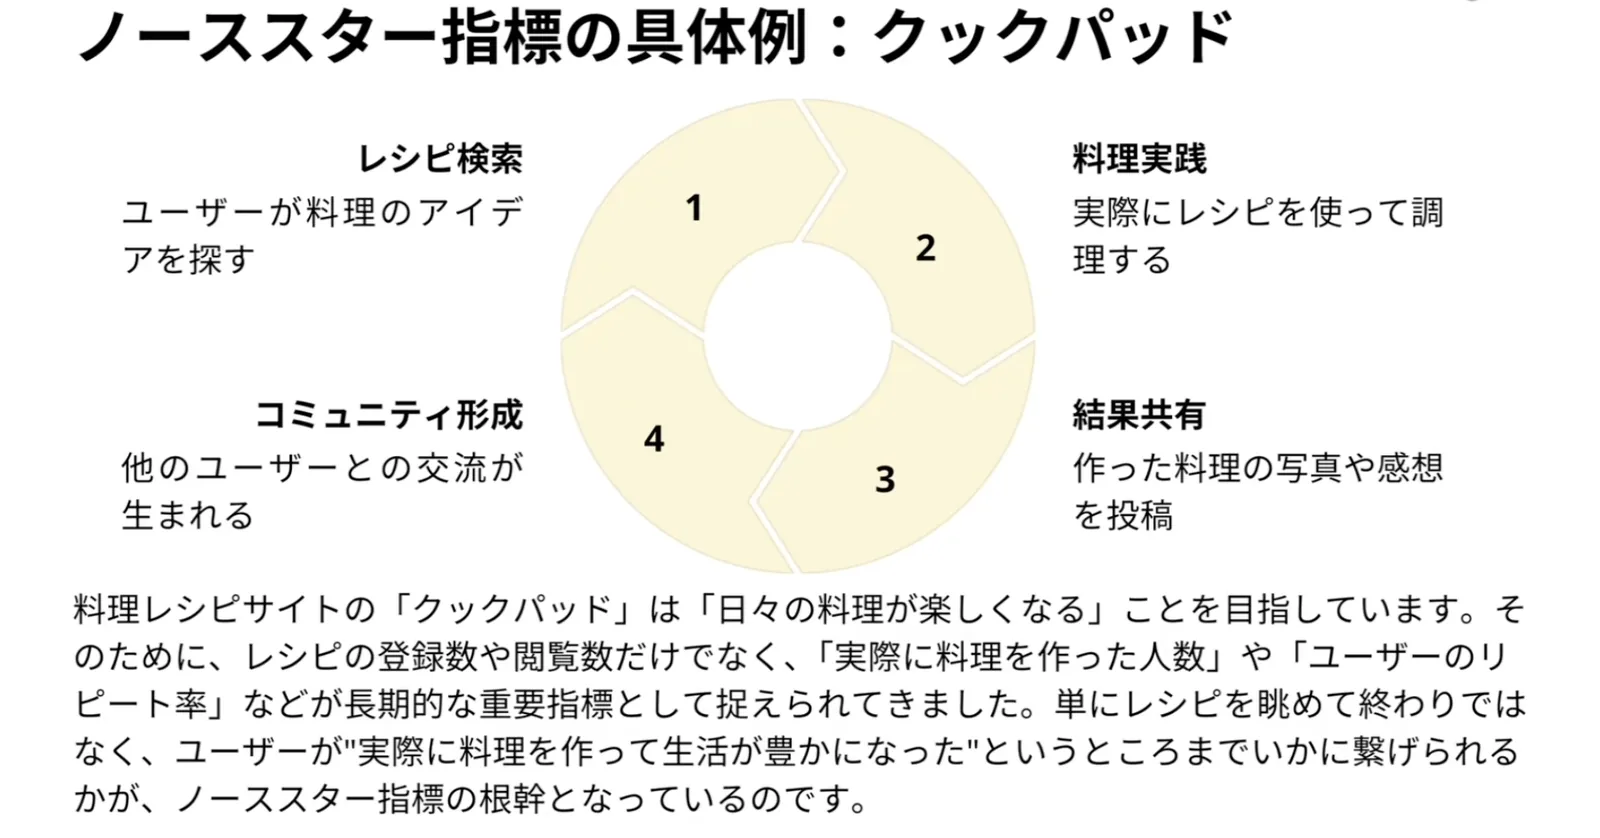 ノーススター指標の具体例：クックパッド
レシピ検索
ユーザーが料理のアイデ
アを探す
1
料理実践
実際にレシピを使って調
理する
2
結果共有
作った料理の写真や感想
を投稿
3
コミュニティ形成
他のユーザーとの交流が
生まれる
4
料理レシピサイトの「クックパッド」は「日々の料理が楽しくなる」ことを目指しています。そ
のために、レシピの登録数や閲覧数だけでなく、「実際に料理を作った人数」や「ユーザーのリ
ピート率」などが長期的な重要指標として捉えられてきました。単にレシピを眺めて終わりでは
なく、ユーザーが"実際に料理を作って生活が豊かになった"というところまでいかに繋げられる
かが、ノーススター指標の根幹となっているのです。